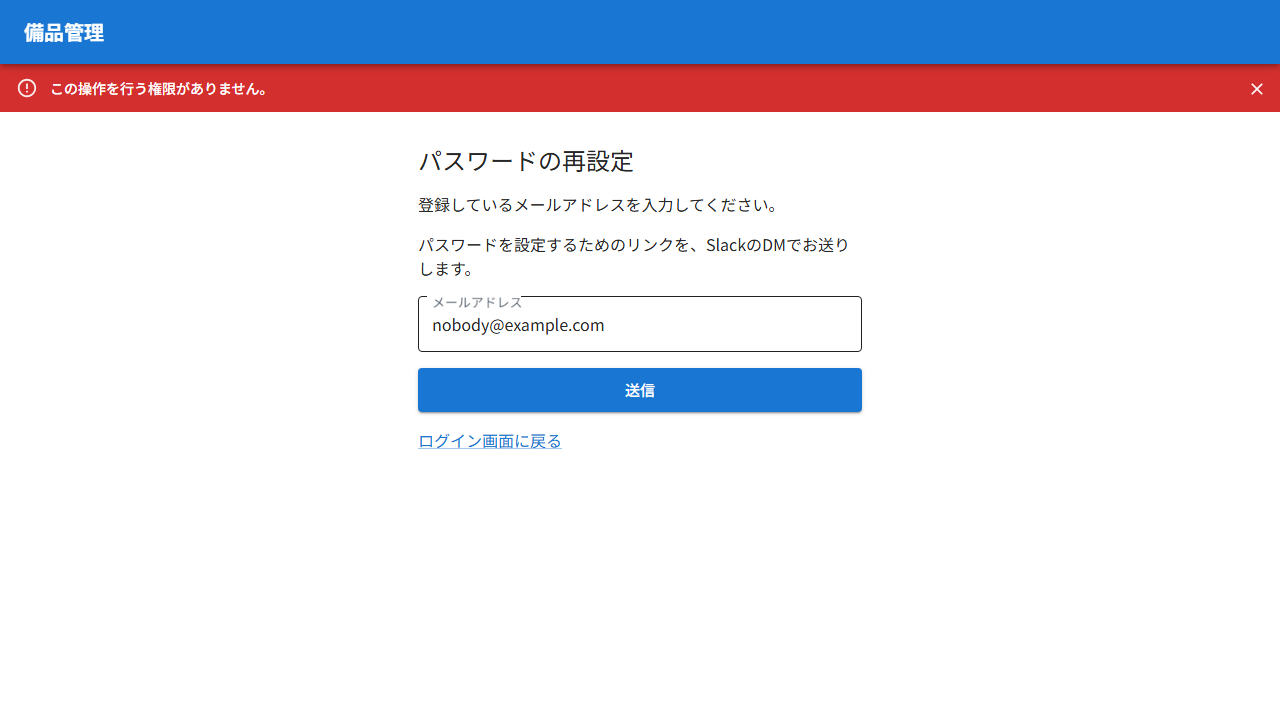 備品管理
この操作を行う権限がありません。
パスワードの再設定
登録しているメールアドレスを入力してください。
パスワードを設定するためのリンクを、SlackのDMでお送り
します。
メールアドレス
nobody@example.com
送信
ログイン画面に戻る